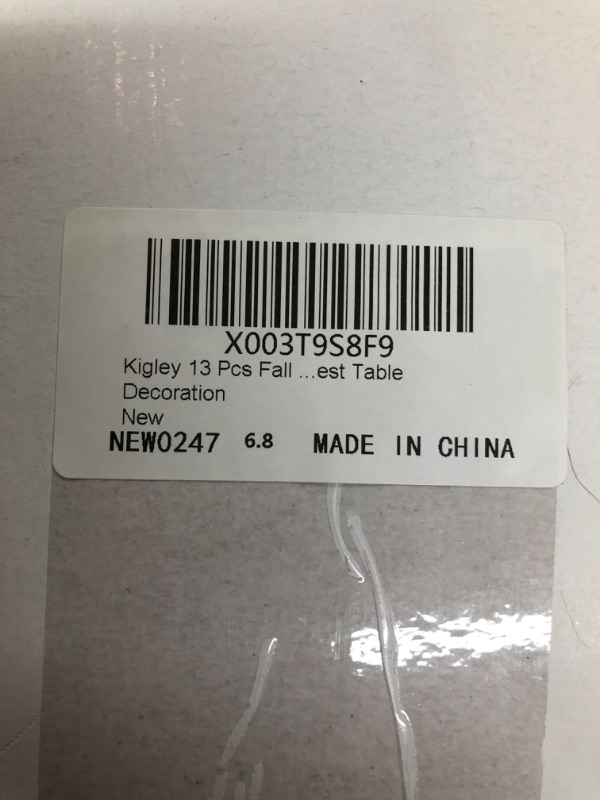 X003T9S8F9
Kigley 13 Pcs Fall ...est Table
Decoration
New
NEW0247 6.8 MADE IN CHINA